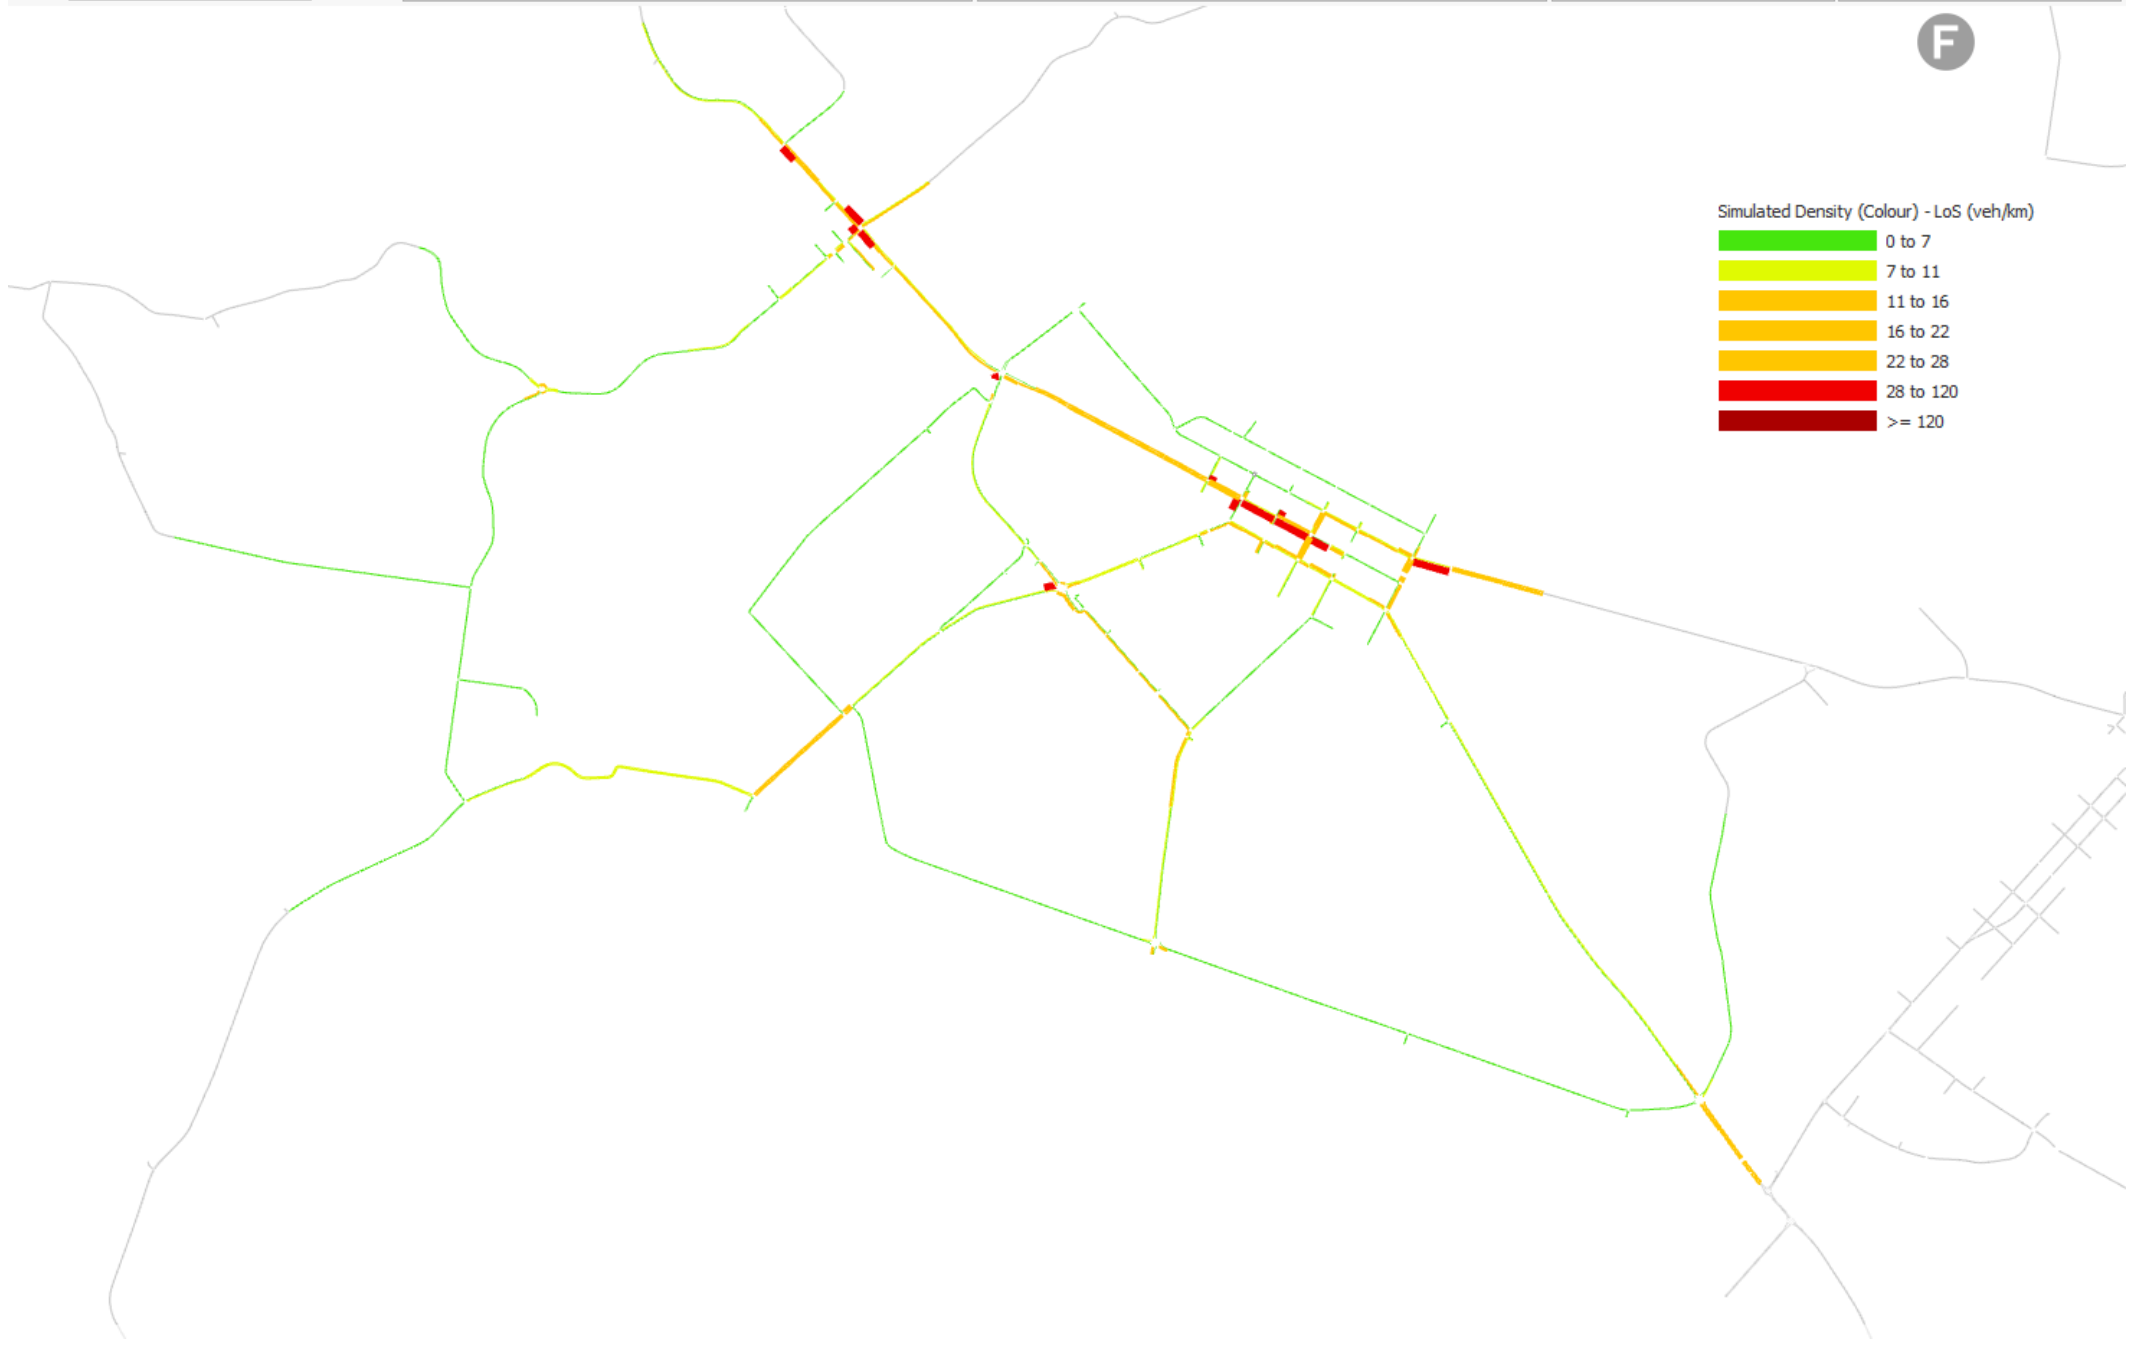 F
Simulated Density (Colour) - LoS (veh/km)
0 to 7
7 to 11
11 to 16
16 to 22
22 to 28
28 to 120
>= 120